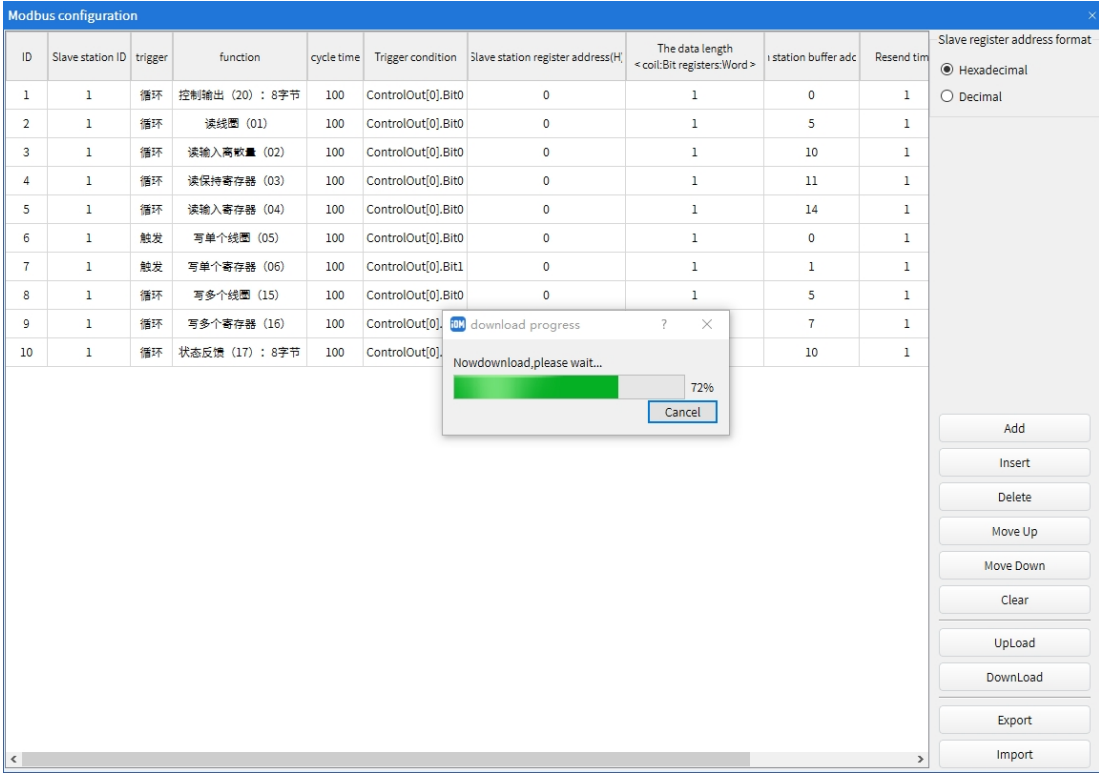 Modbus configuration
ID Slave station ID trigger function cycle time Trigger condition Slave station register address(H) The data length station buffer add Resend tim
< coil:Bit registers:Word >
1 1 循环 控制输出（20）：8字节 100 ControlOut[0].Bit0 0 1 0 1
2 1 循环 读线圈（01） 100 ControlOut[0].Bit0 0 1 5 1
3 1 循环 读输入离散量（02） 100 ControlOut[0].Bit0 0 1 10 1
4 1 循环 读保持寄存器（03） 100 ControlOut[0].Bit0 0 1 11 1
5 1 循环 读输入寄存器（04） 100 ControlOut[0].Bit0 0 1 14 1
6 1 触发 写单个线圈（05） 100 ControlOut[0].Bit0 0 1 0 1
7 1 触发 写单个寄存器（06） 100 ControlOut[0].Bit1 0 1 1 1
8 1 循环 写多个线圈（15） 100 ControlOut[0].Bit0 0 1 5 1
9 1 循环 写多个寄存器（16） 100 ControlOut[0]. 7 1
10 1 循环 状态反馈（17）：8字节 100 ControlOut[0]. 10 1
download progress
Nowdownload,please wait...
72%
Cancel
Slave register address format
Hexadecimal
Decimal
Add
Insert
Delete
Move Up
Move Down
Clear
UpLoad
DownLoad
Export
Import